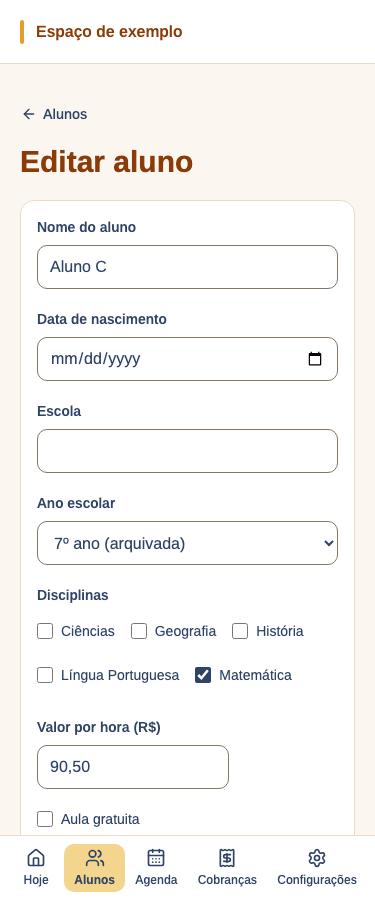 Espaço de exemplo
Alunos
Editar aluno
Nome do aluno
Aluno C
Data de nascimento
mm/dd/yyyy
Escola
Ano escolar
7º ano (arquivada)
Disciplinas
Ciências Geografia História
Língua Portuguesa Matemática
Valor por hora (R$)
90,50
Aula gratuita
Hoje Alunos Agenda Cobranças Configurações